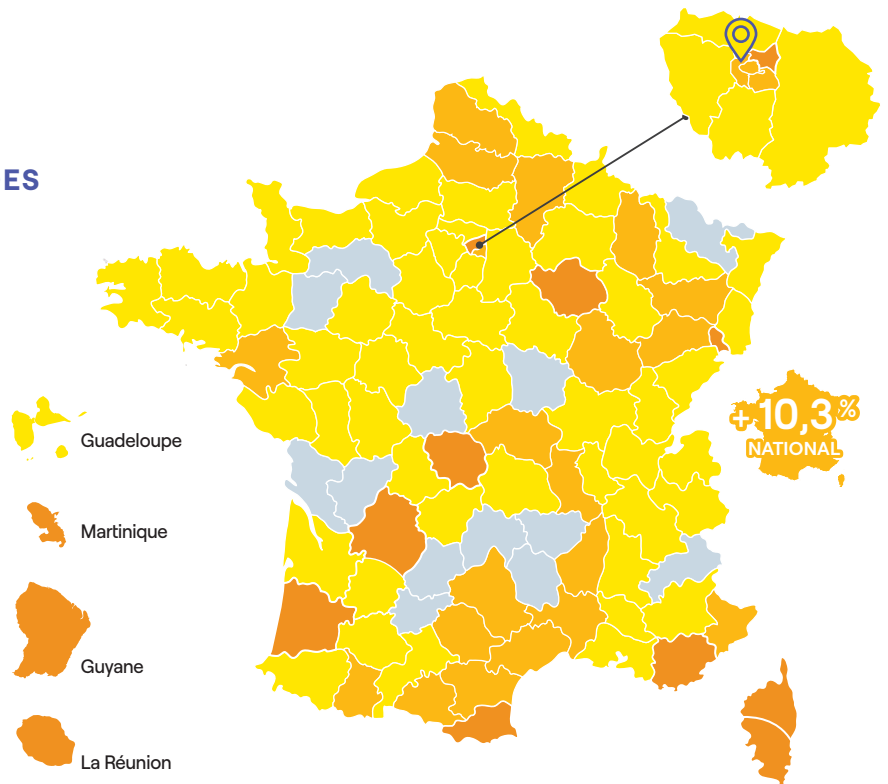 ES
Guadeloupe
+ 10,3 %
NATIONAL
Martinique
Guyane
La Réunion